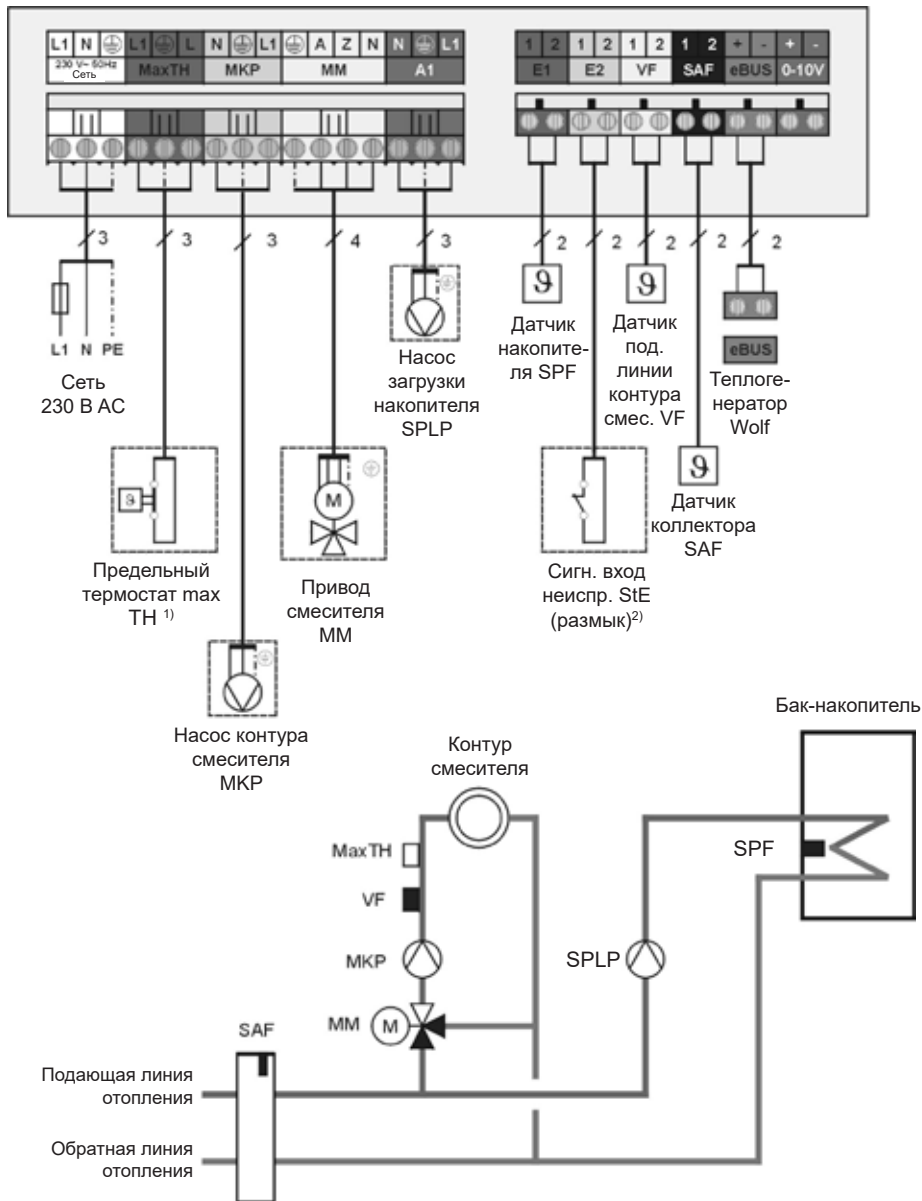 L1 N L1 L N L1 A Z N N L1 1 2 1 2 1 2 1 2 + - + -
230 V~ 50Hz
Сеть
MaxTH MKP MM A1 E1 E2 VF SAF eBUS 0-10V
3 3 3 4 3 2 2 2 2 2
L1 N PE
Сеть
230 В AC
M
Насос
загрузки
накопителя
SPLP
Датчик
накопите-
ля SPF
Датчик
под.
линии
контура
смес. VF
eBUS
Теплоге-
нератор
Wolf
Предельный
термостат max
TH 1)
Привод
смесителя
MM
Сигн. вход
неиспр. StE
(размык)2)
Датчик
коллектора
SAF
Насос контура
смесителя
MKP
Контур
смесителя
Бак-накопитель
MaxTH
VF
SPF
MKP
SPLP
MM
M
SAF
Подающая линия
отопления
Обратная линия
отопления